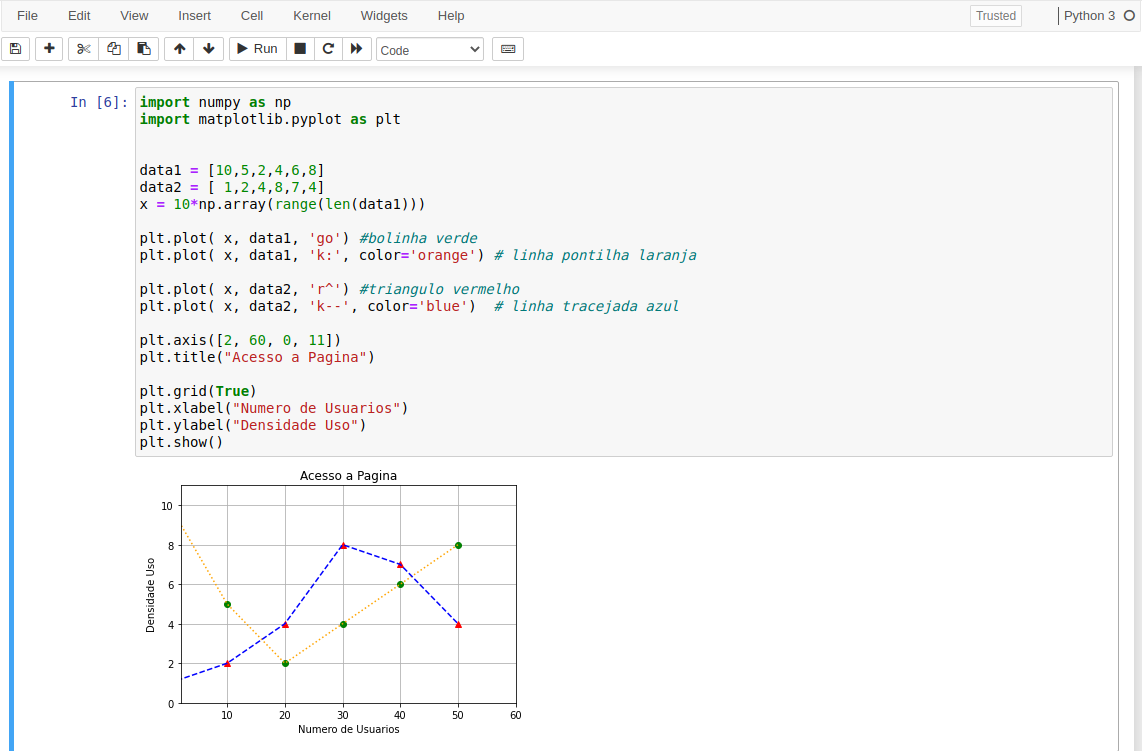 File Edit View Insert Cell Kernel Widgets Help Trusted Python 3
Run Code
In [6]: import numpy as np
import matplotlib.pyplot as plt
data1 = [10,5,2,4,6,8]
data2 = [ 1,2,4,8,7,4]
x = 10*np.array(range(len(data1)))
plt.plot( x, data1, 'go') #bolinha verde
plt.plot( x, data1, 'k:', color='orange') # linha pontilha laranja
plt.plot( x, data2, 'r^') #triangulo vermelho
plt.plot( x, data2, 'k--', color='blue')  # linha tracejada azul
plt.axis([2, 60, 0, 11])
plt.title("Acesso a Pagina")
plt.grid(True)
plt.xlabel("Numero de Usuarios")
plt.ylabel("Densidade Uso")
plt.show()
Acesso a Pagina
Densidade Uso
10
8
6
4
2
0
10 20 30 40 50 60
Numero de Usuarios